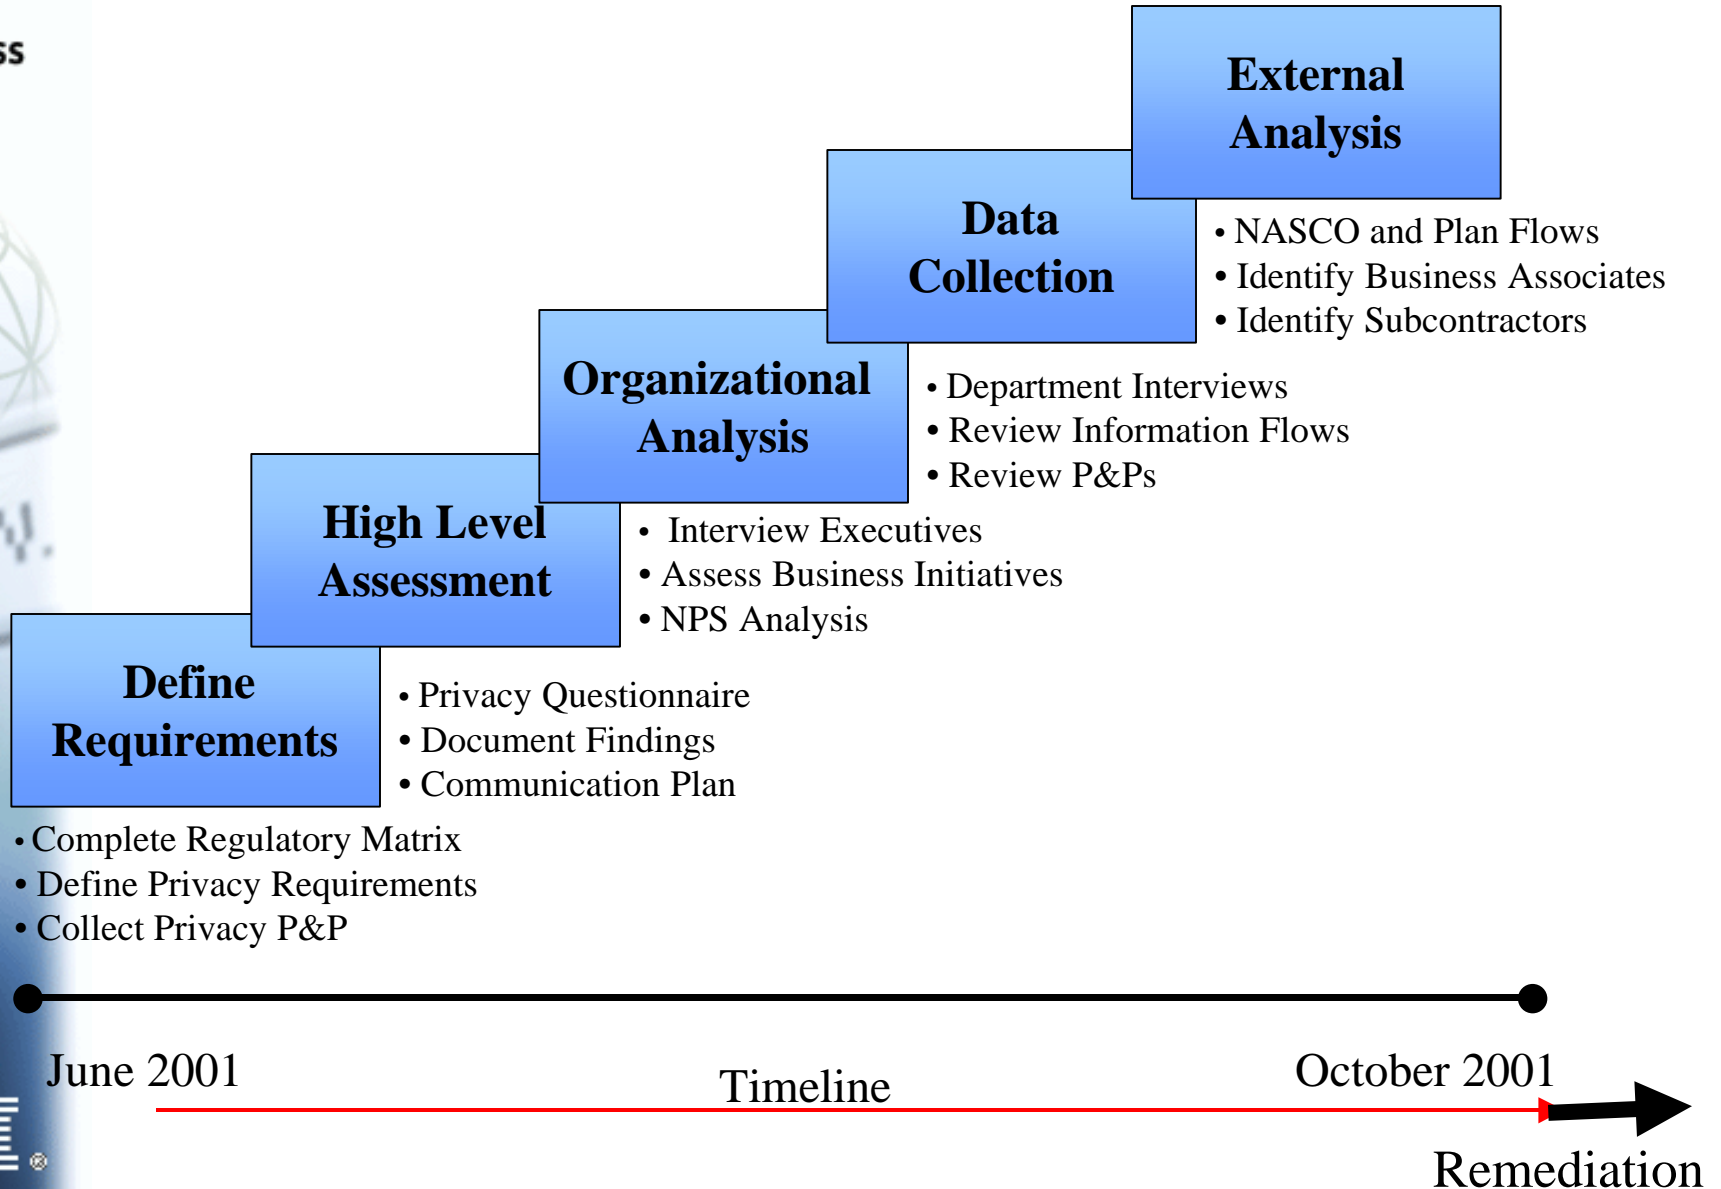 External
Analysis
Data
Collection
• NASCO and Plan Flows
• Identify Business Associates
• Identify Subcontractors
Organizational
Analysis
• Department Interviews
• Review Information Flows
• Review P&Ps
High Level
Assessment
• Interview Executives
• Assess Business Initiatives
• NPS Analysis
Define
Requirements
• Privacy Questionnaire
• Document Findings
• Communication Plan
• Complete Regulatory Matrix
• Define Privacy Requirements
• Collect Privacy P&P
June 2001
Timeline
October 2001
Remediation
®